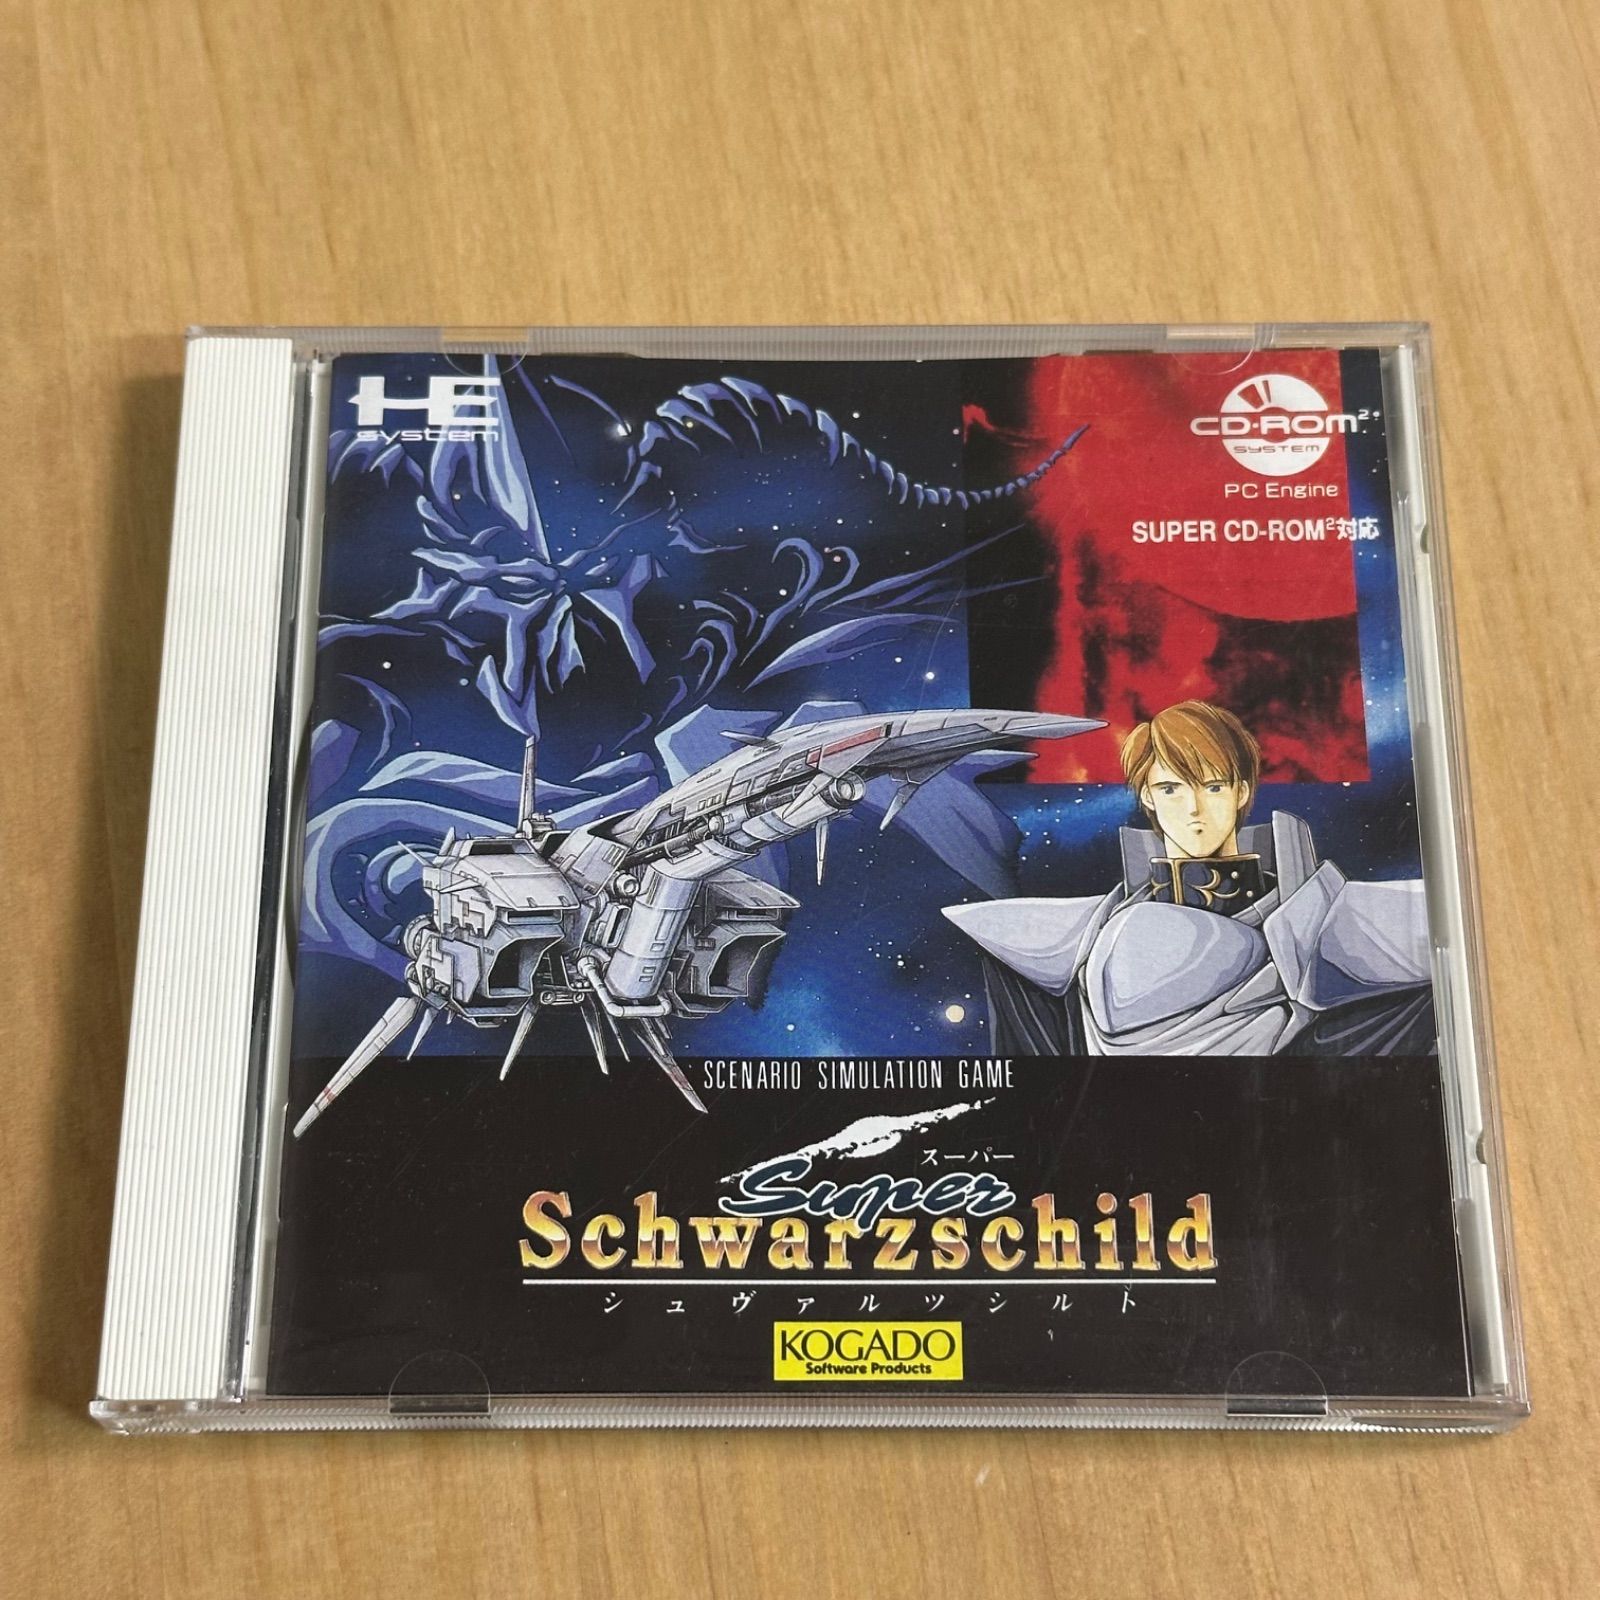 HE
system
CD-ROM²
SYSTEM
PC Engine
SUPER CD-ROM²対応
SCENARIO SIMULATION GAME
スーパー
Super
Schwarzschild
シュヴァルツシルト
KOGADO
Software Products